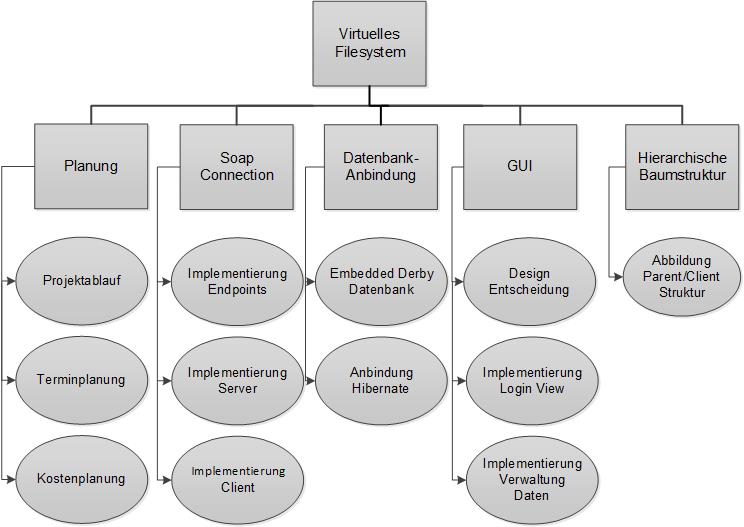 Virtuelles
Filesystem
Planung
Soap
Connection
Datenbank-
Anbindung
GUI
Hierarchische
Baumstruktur
Projektablauf
Implementierung
Endpoints
Embedded Derby
Datenbank
Design
Entscheidung
Abbildung
Parent/Client
Struktur
Terminplanung
Implementierung
Server
Anbindung
Hibernate
Implementierung
Login View
Kostenplanung
Implementierung
Client
Implementierung
Verwaltung
Daten